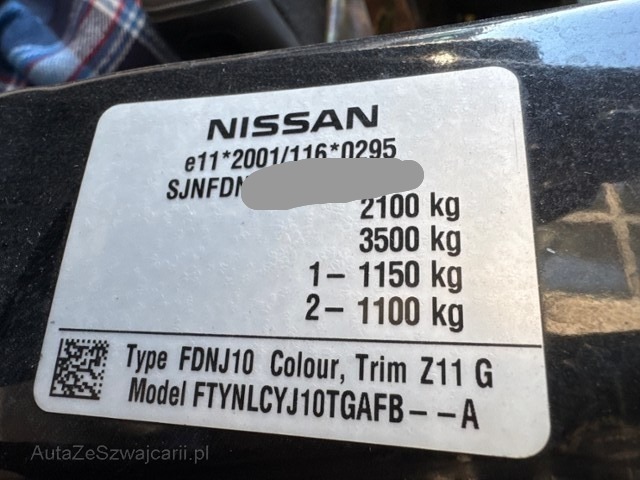 NISSAN
e11*2001/116*0295
SJNFDN
2100 kg
3500 kg
1- 1150 kg
2- 1100 kg
Type FDNJ10 Colour, Trim Z11 G
Model FTYNLCYJ10TGAFB--A
AutaZeSzwajcarii.pl